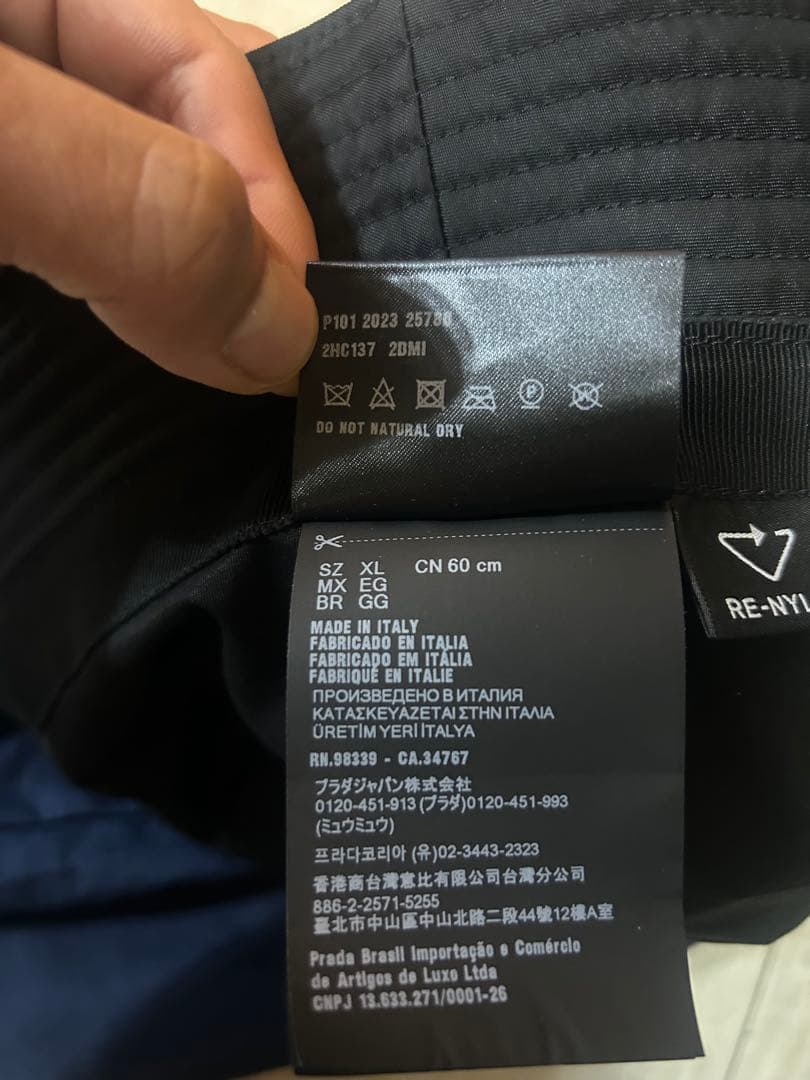 P101 2023 25780
2HC137 2DMI
P
W
DO NOT NATURAL DRY
SZ XL CN 60 cm
MX EG
BR GG
MADE IN ITALY
FABRICADO EN ITALIA
FABRICADO EM ITÁLIA
FABRIQUÉ EN ITALIE
ПРОИЗВЕДЕНО В ИТАЛИЯ
ΚΑΤΑΣΚΕΥΑΖΕΤΑΙ ΣΤΗΝ ΙΤΑΛΙΑ
ÜRETİM YERİ İTALYA
RN.98339 - CA.34767
プラダジャパン株式会社
0120-451-913 (プラダ)0120-451-993
(ミュウミュウ)
프라다코리아 (유)02-3443-2323
香港商台灣意比有限公司台灣分公司
886-2-2571-5255
臺北市中山區中山北路二段44號12樓A室
Prada Brasil Importação e Comércio
de Artigos de Luxo Ltda
CNPJ 13.633.271/0001-26
RE-NYL